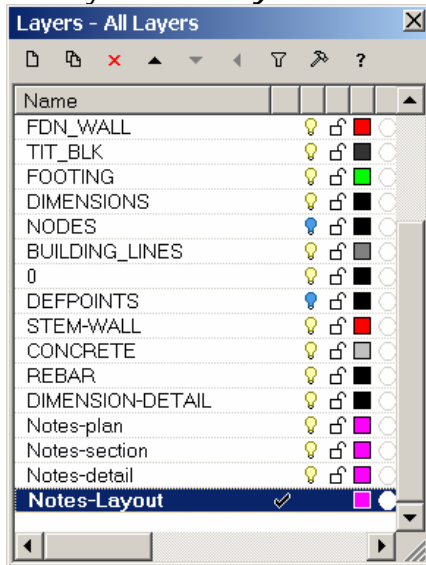 Layers - All Layers
?
Name
FDN_WALL
TIT_BLK
FOOTING
DIMENSIONS
NODES
BUILDING_LINES
0
DEFPOINTS
STEM-WALL
CONCRETE
REBAR
DIMENSION-DETAIL
Notes-plan
Notes-section
Notes-detail
Notes-Layout